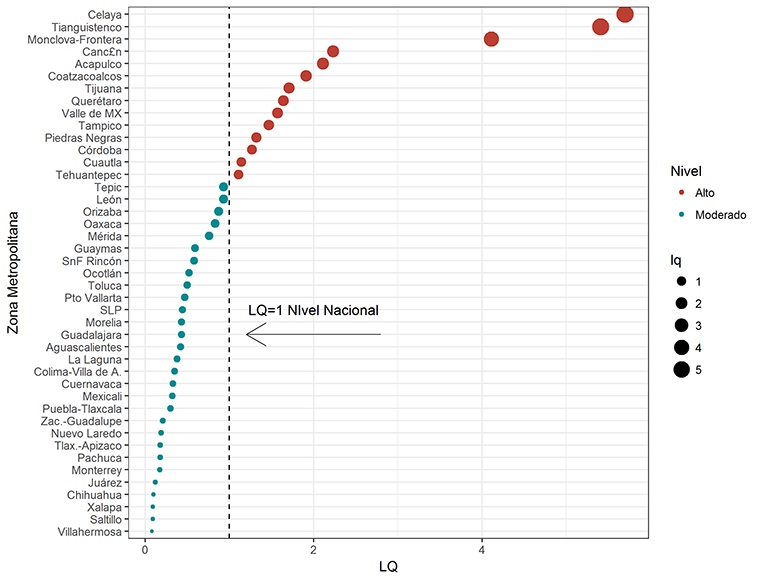 Celaya
Tianguistenco
Monclova-Frontera
Canc£n
Acapulco
Coatzacoalcos
Tijuana
Querétaro
Valle de MX
Tampico
Piedras Negras
Córdoba
Cuautla
Tehuantepec
Tepic
León
Orizaba
Oaxaca
Mérida
Guaymas
SnF Rincón
Ocotlán
Toluca
Pto Vallarta
SLP
Morelia
Guadalajara
Aguascalientes
La Laguna
Colima-Villa de A.
Cuernavaca
Mexicali
Puebla-Tlaxcala
Zac.-Guadalupe
Nuevo Laredo
Tlax.-Apizaco
Pachuca
Monterrey
Juárez
Chihuahua
Xalapa
Saltillo
Villahermosa
Zona Metropolitana
LQ=1 NIvel Nacional
0 2 4
LQ
Nivel
Alto
Moderado
lq
1
2
3
4
5